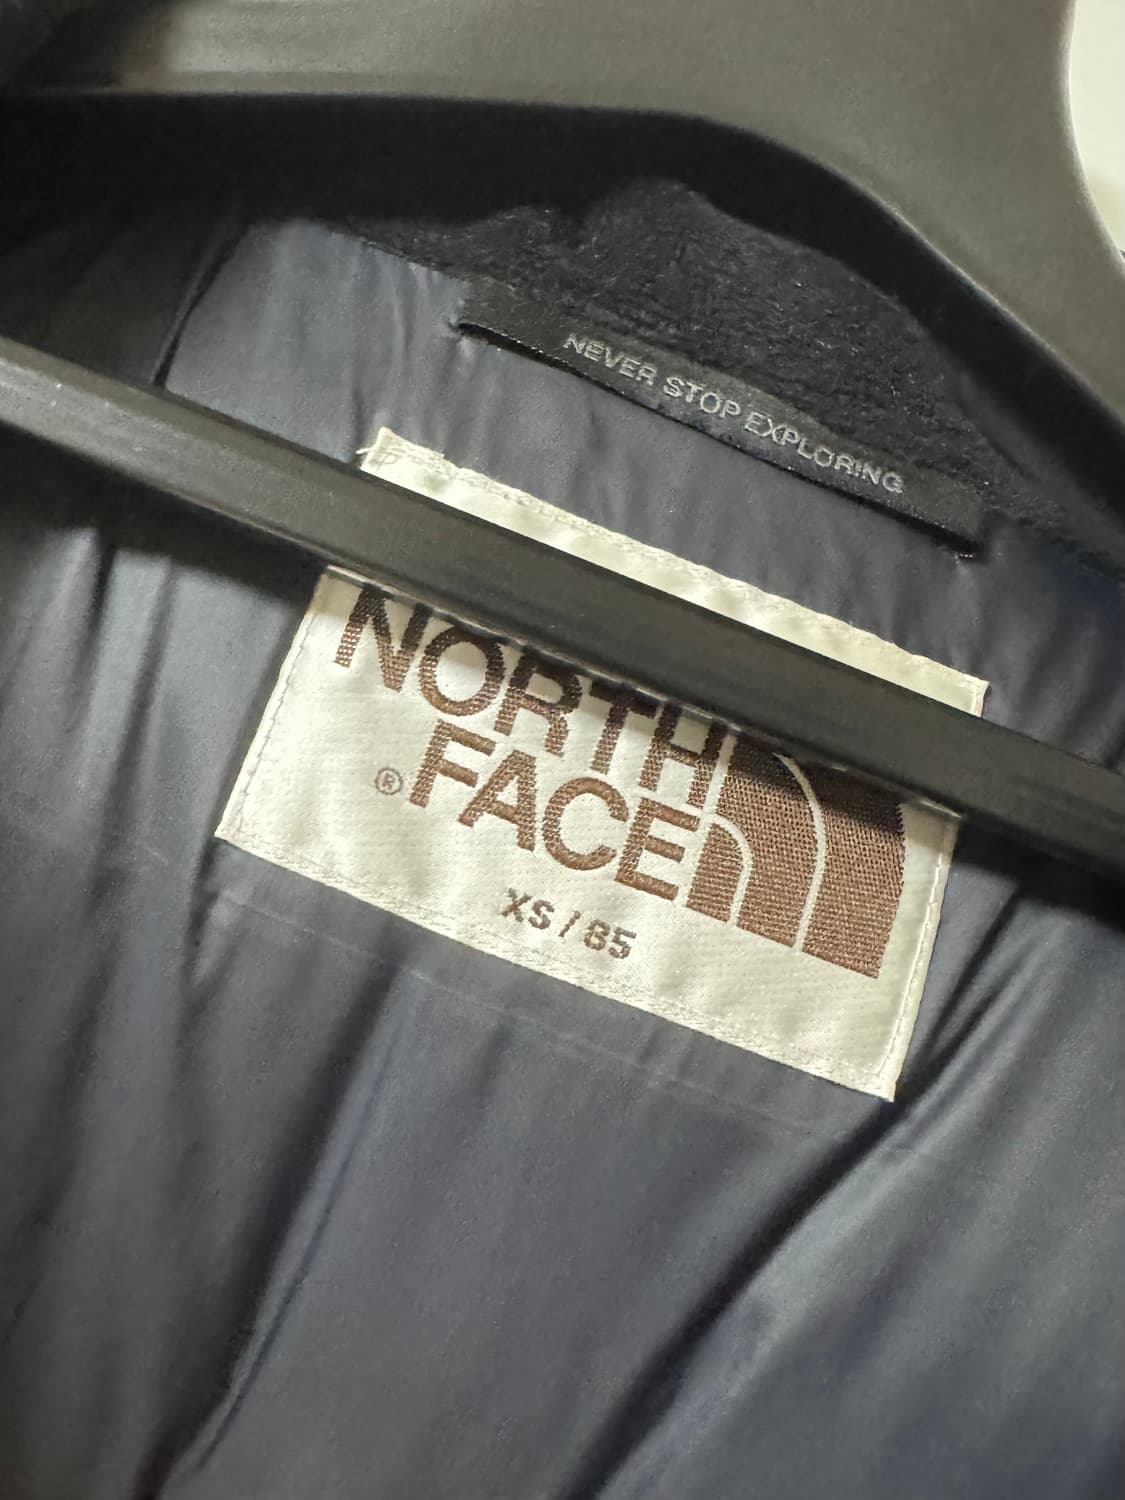 NEVER STOP EXPLORING
NORTH
FACE
®
XS / 85